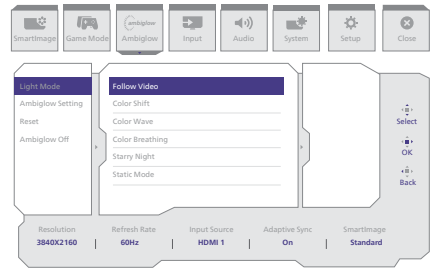 ambiglow
SmartImage Game Mode Ambiglow Input Audio System Setup Close
Light Mode
Ambiglow Setting
Reset
Ambiglow Off
Follow Video
Color Shift
Color Wave
Color Breathing
Starry Night
Static Mode
Select
OK
Back
Resolution Refresh Rate Input Source Adaptive Sync SmartImage
3840X2160 | 60Hz | HDMI 1 | On | Standard